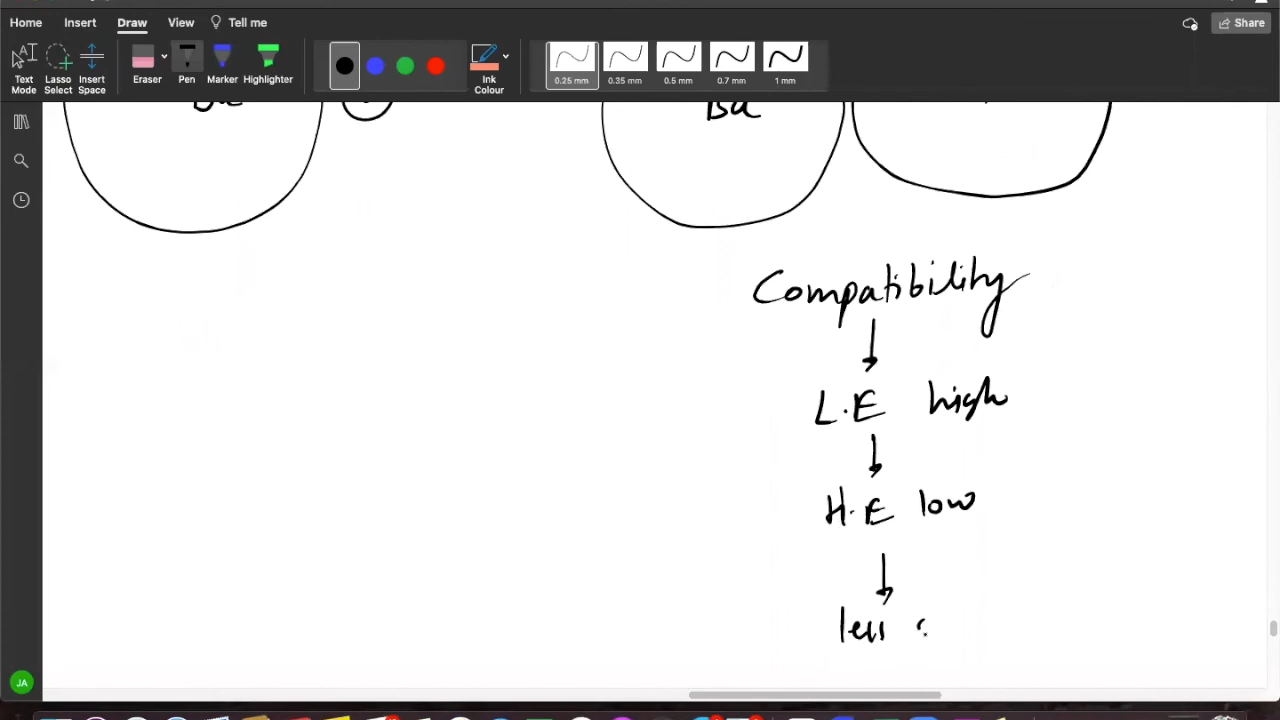 Home Insert Draw View Tell me Share
Text Mode Lasso Select Insert Space Eraser Pen Marker Highlighter Ink Colour 0.25 mm 0.35 mm 0.5 mm 0.7 mm 1 mm
Ba
Compatibility
L.E high
H.E low
less
JA